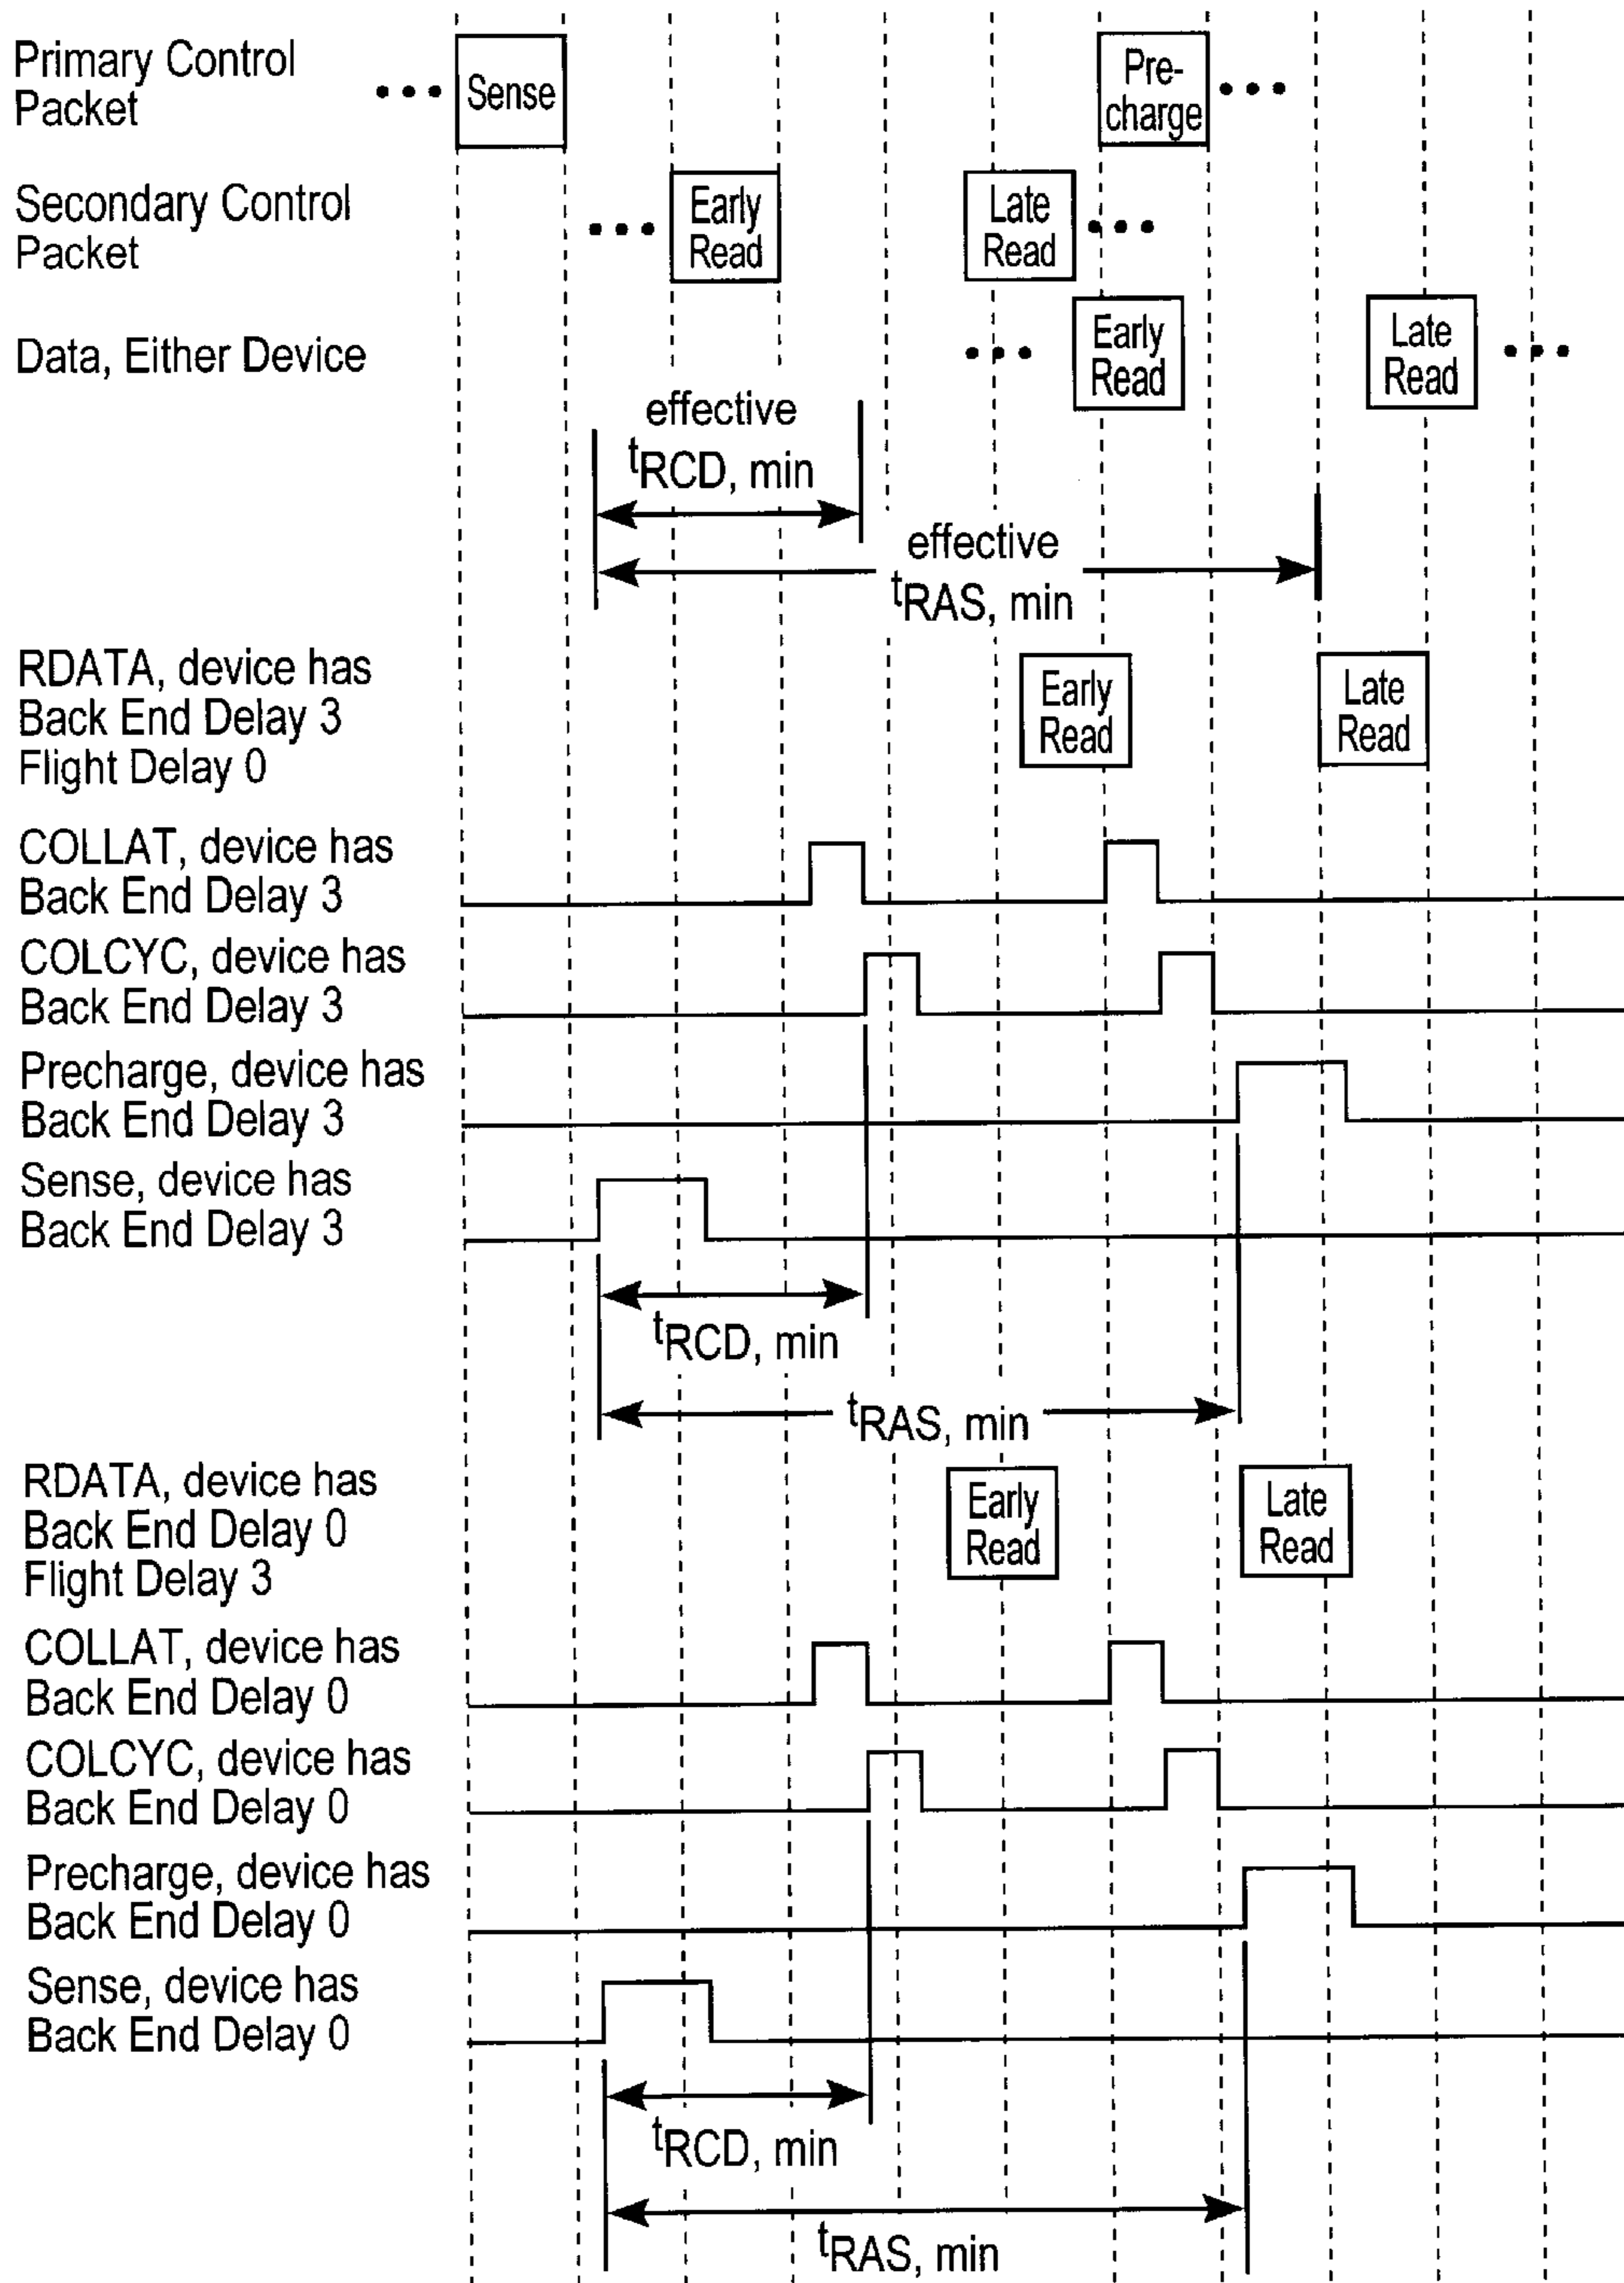 Primary Control
Packet
••• Sense
Pre-
charge •••
Secondary Control
Packet
••• Early
Read
Late
Read •••
Data, Either Device
••• Early
Read
Late
Read •••
effective
tRCD, min
effective
tRAS, min
RDATA, device has
Back End Delay 3
Flight Delay 0
Early
Read
Late
Read
COLLAT, device has
Back End Delay 3
COLCYC, device has
Back End Delay 3
Precharge, device has
Back End Delay 3
Sense, device has
Back End Delay 3
tRCD, min
tRAS, min
RDATA, device has
Back End Delay 0
Flight Delay 3
Early
Read
Late
Read
COLLAT, device has
Back End Delay 0
COLCYC, device has
Back End Delay 0
Precharge, device has
Back End Delay 0
Sense, device has
Back End Delay 0
tRCD, min
tRAS, min